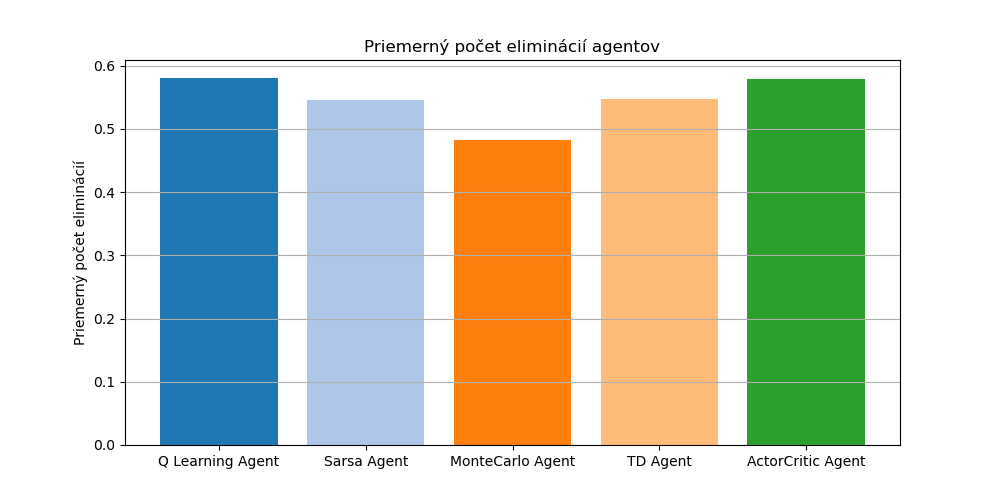 Priemerný počet eliminácií agentov
Priemerný počet eliminácií
0.6
0.5
0.4
0.3
0.2
0.1
0.0
Q Learning Agent
Sarsa Agent
MonteCarlo Agent
TD Agent
ActorCritic Agent